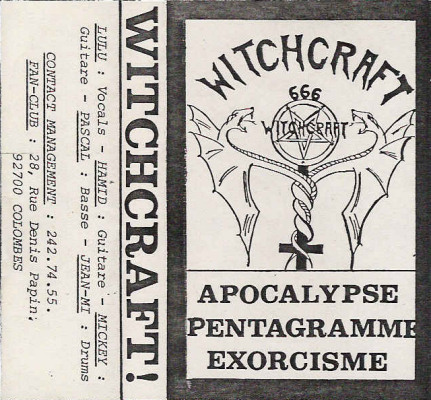 WITCHCRAFT
666
WITCHCRAFT
APOCALYPSE
PENTAGRAMME
EXORCISME
WITCHCRAFT!
LULU : Vocals - HAMID : Guitare - MICKEY :
Guitare - PASCAL : Basse - JEAN-MI : Drums
CONTACT MANAGEMENT : 242.74.55.
FAN-CLUB : 28, Rue Denis Papin.
92700 COLOMBES